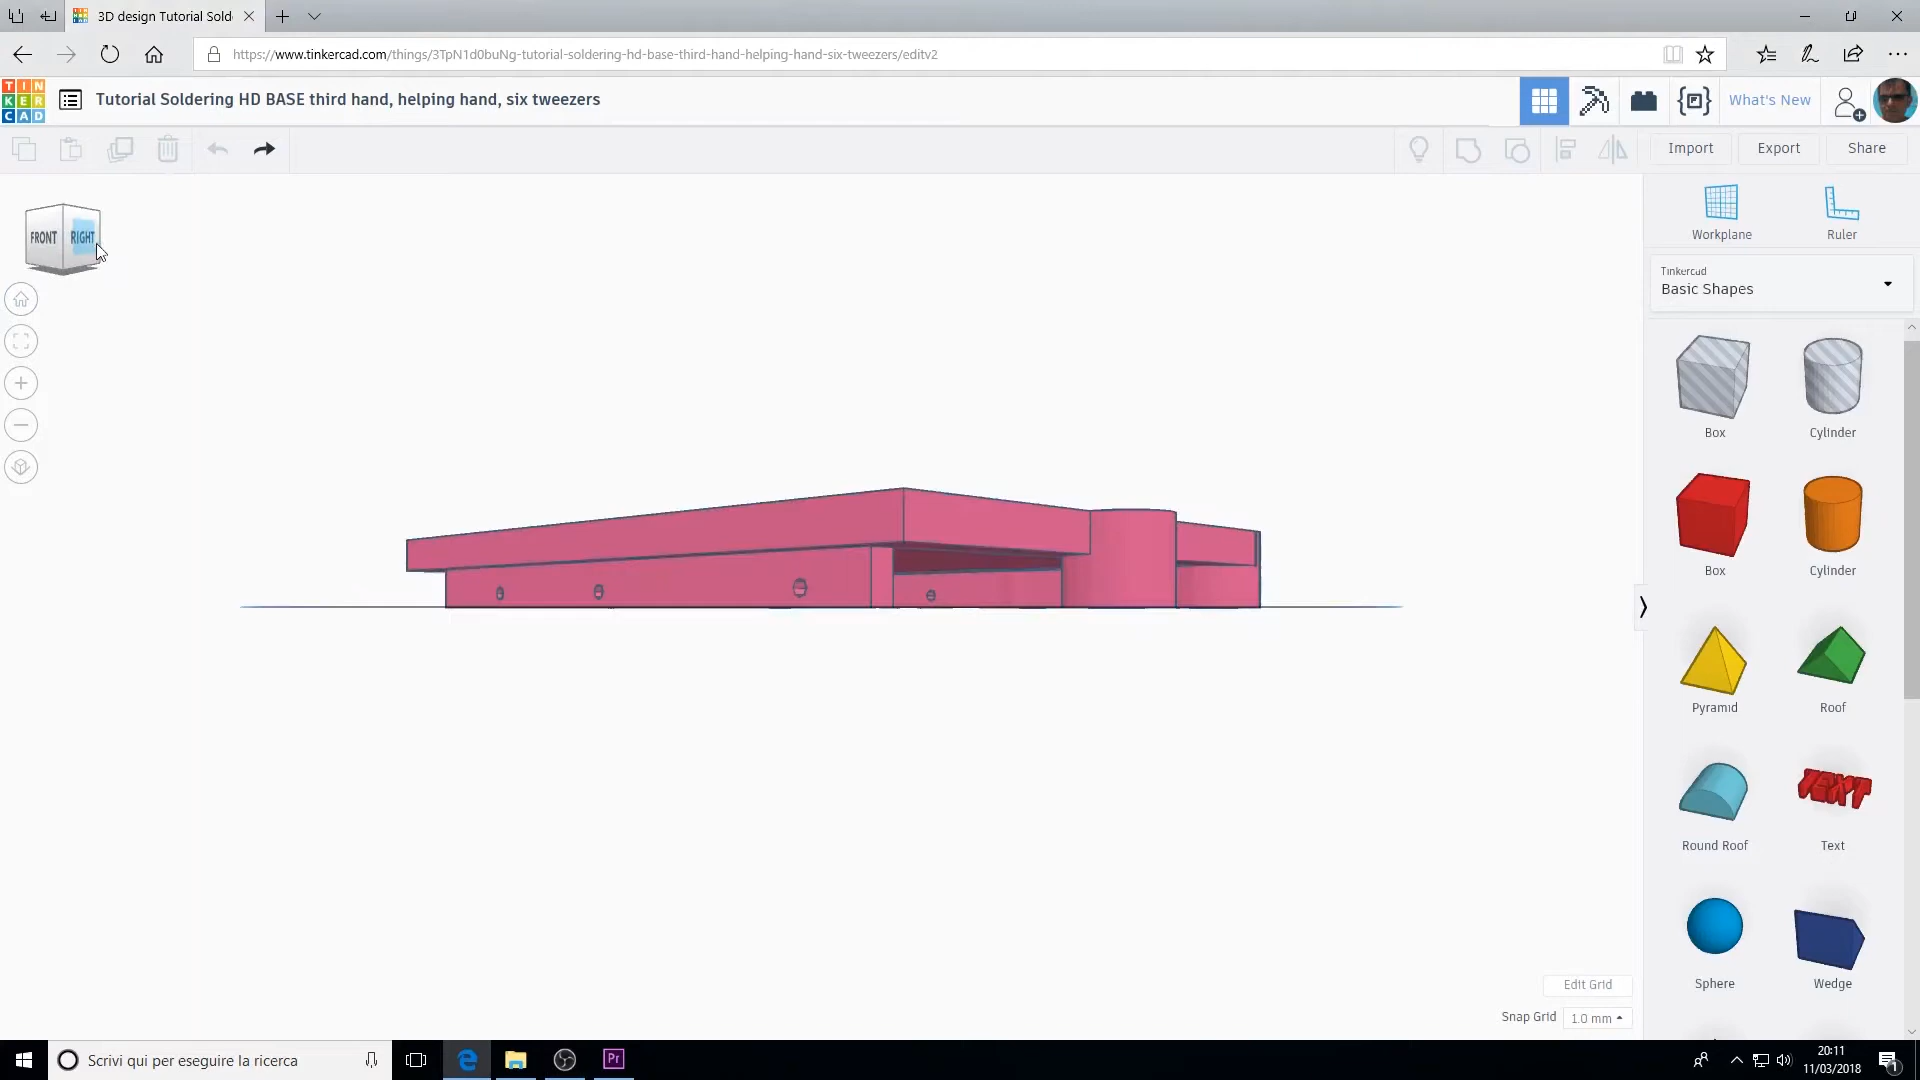 3D design Tutorial Sold
https://www.tinkercad.com/things/3TpN1d0buNg-tutorial-soldering-hd-base-third-hand-helping-hand-six-tweezers/editv2
TIN
KER
CAD
Tutorial Soldering HD BASE third hand, helping hand, six tweezers
What's New
Import
Export
Share
FRONT
RIGHT
Workplane
Ruler
Tinkercad
Basic Shapes
Box
Cylinder
Box
Cylinder
Pyramid
Roof
TEXT
Round Roof
Text
Sphere
Wedge
Edit Grid
Snap Grid
1.0 mm
Scrivi qui per eseguire la ricerca
Pr
20:11
11/03/2018
1